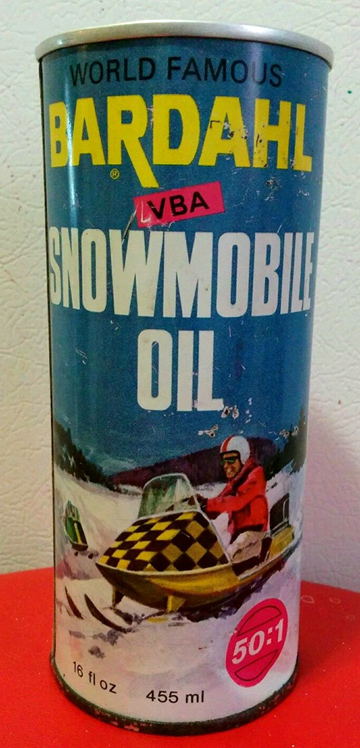 WORLD FAMOUS
BARDAHL
®
VBA
SNOWMOBILE
OIL
50:1
16 fl oz 455 ml